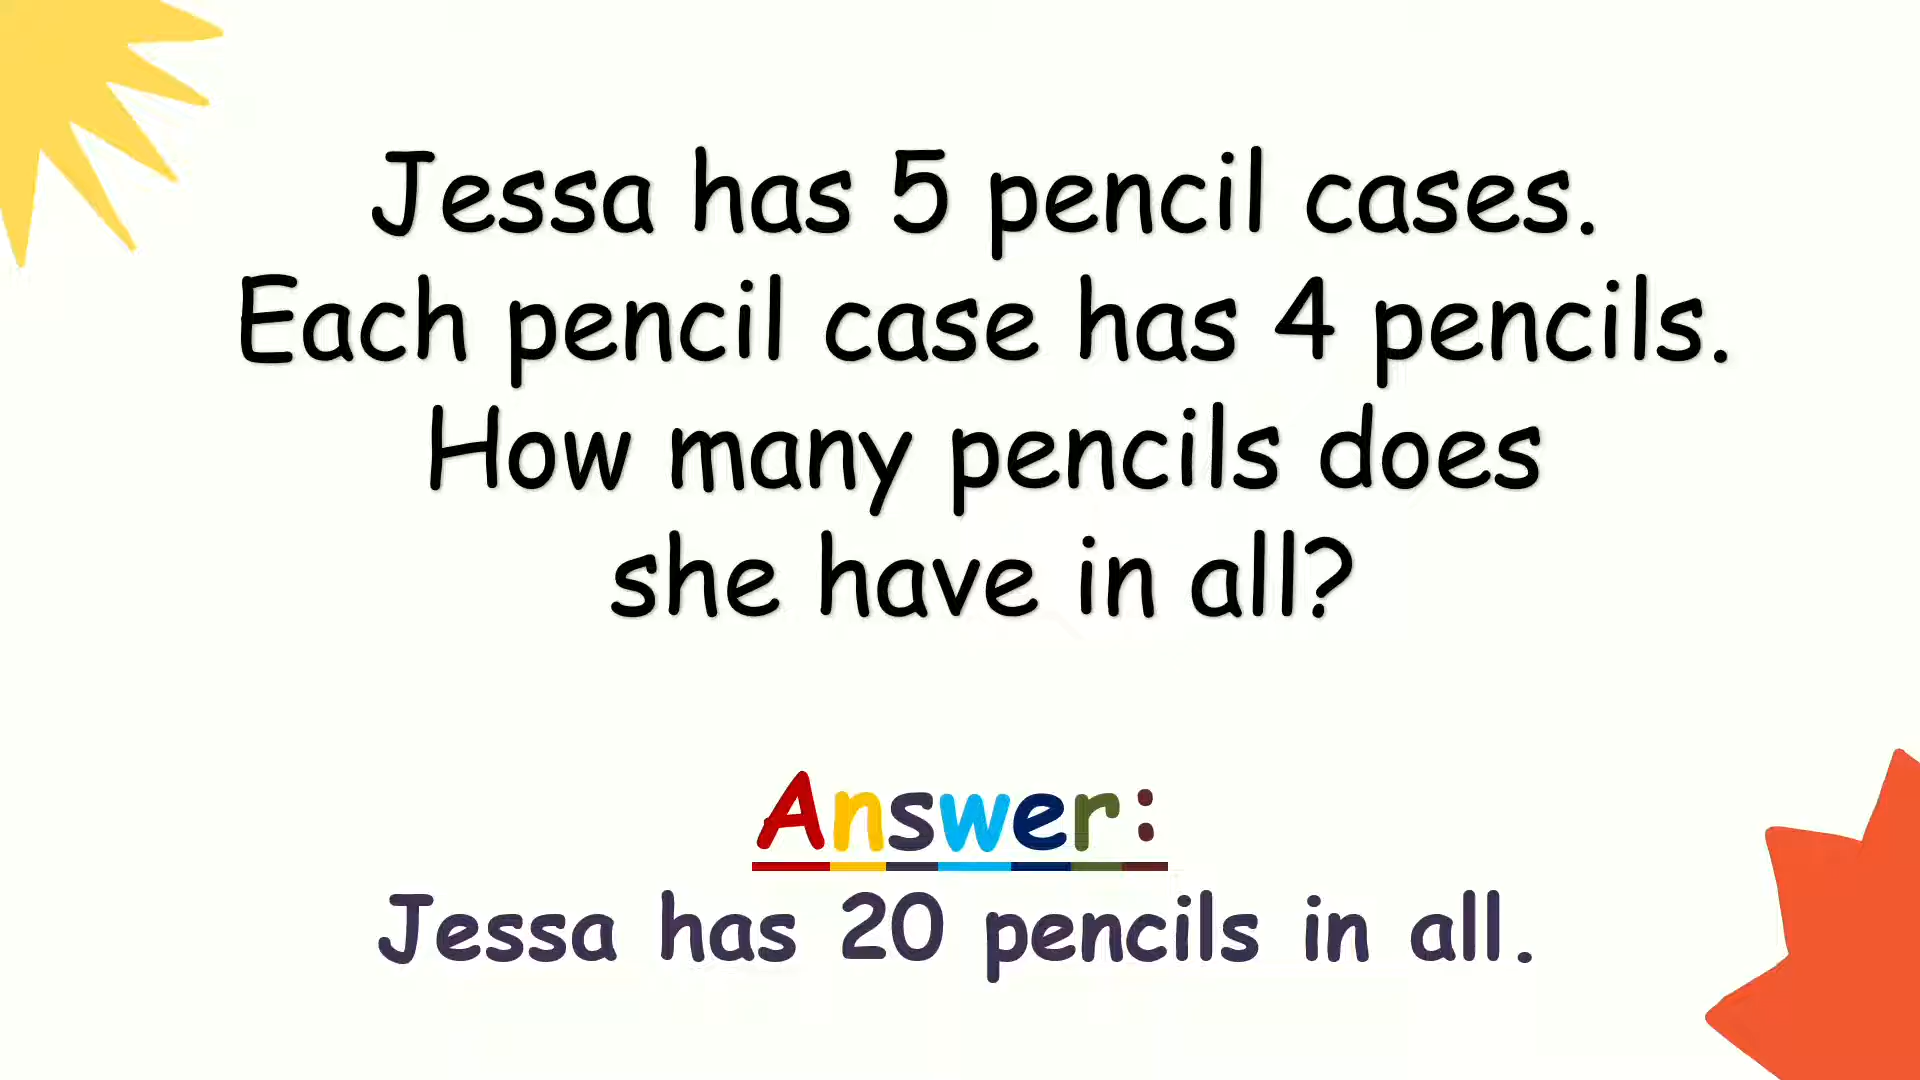 Jessa has 5 pencil cases.
Each pencil case has 4 pencils.
How many pencils does
she have in all?
Answer:
Jessa has 20 pencils in all.